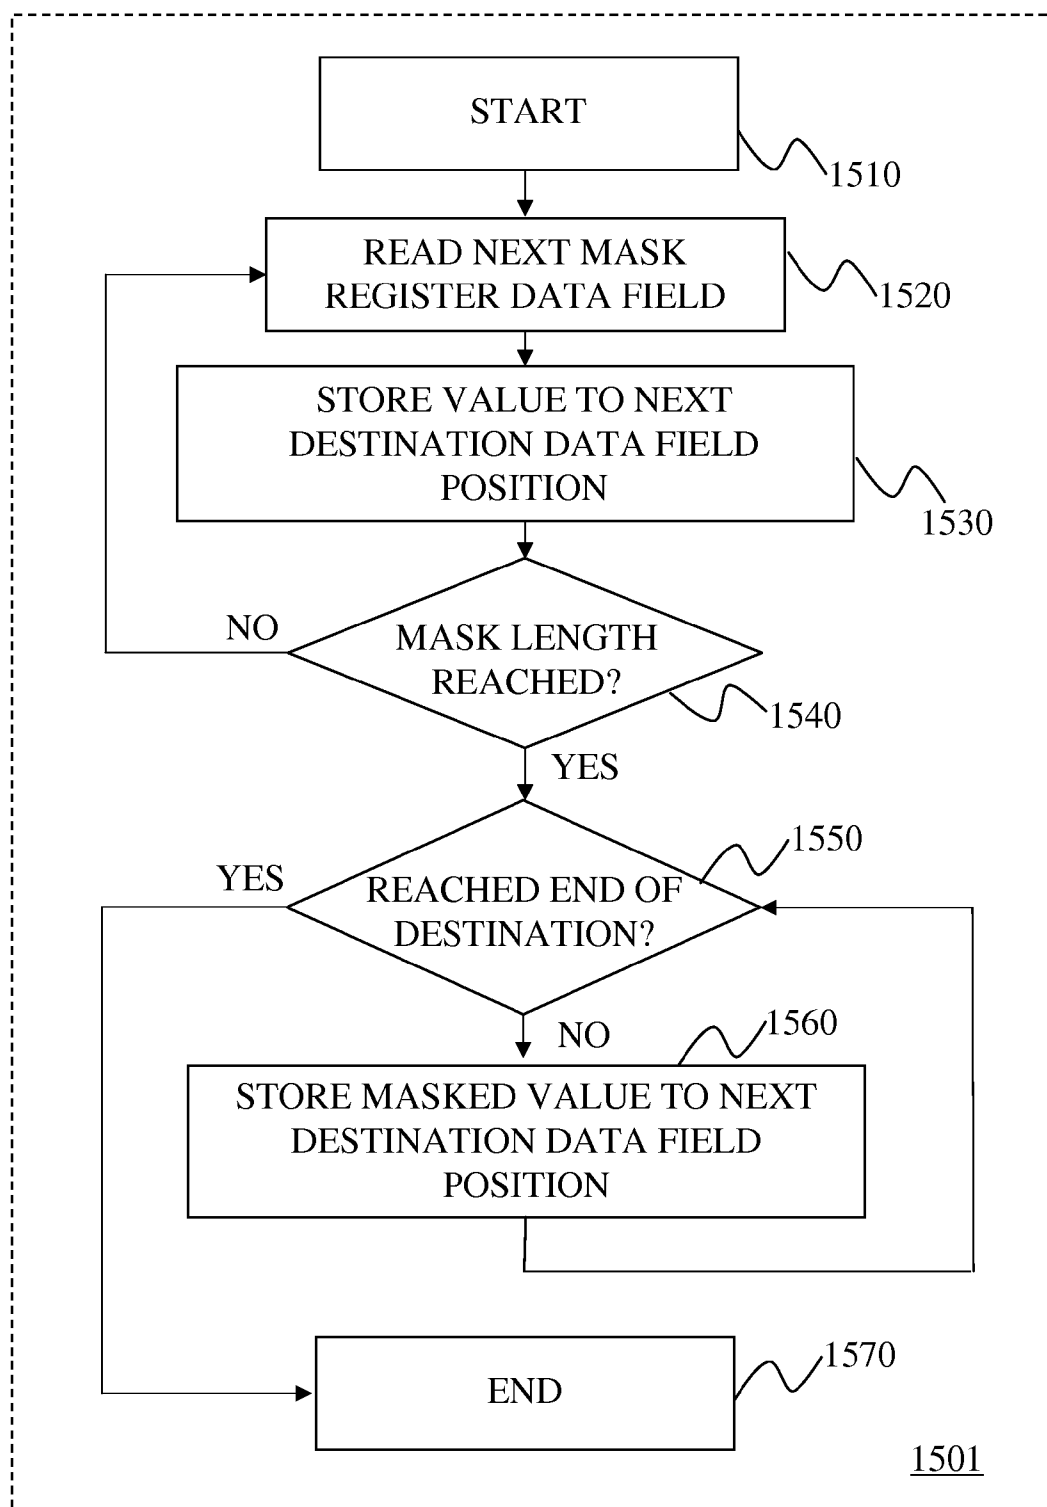 START
1510
READ NEXT MASK
REGISTER DATA FIELD
1520
STORE VALUE TO NEXT
DESTINATION DATA FIELD
POSITION
1530
NO
MASK LENGTH
REACHED?
1540
YES
1550
YES
REACHED END OF
DESTINATION?
1560
NO
STORE MASKED VALUE TO NEXT
DESTINATION DATA FIELD
POSITION
1570
END
1501